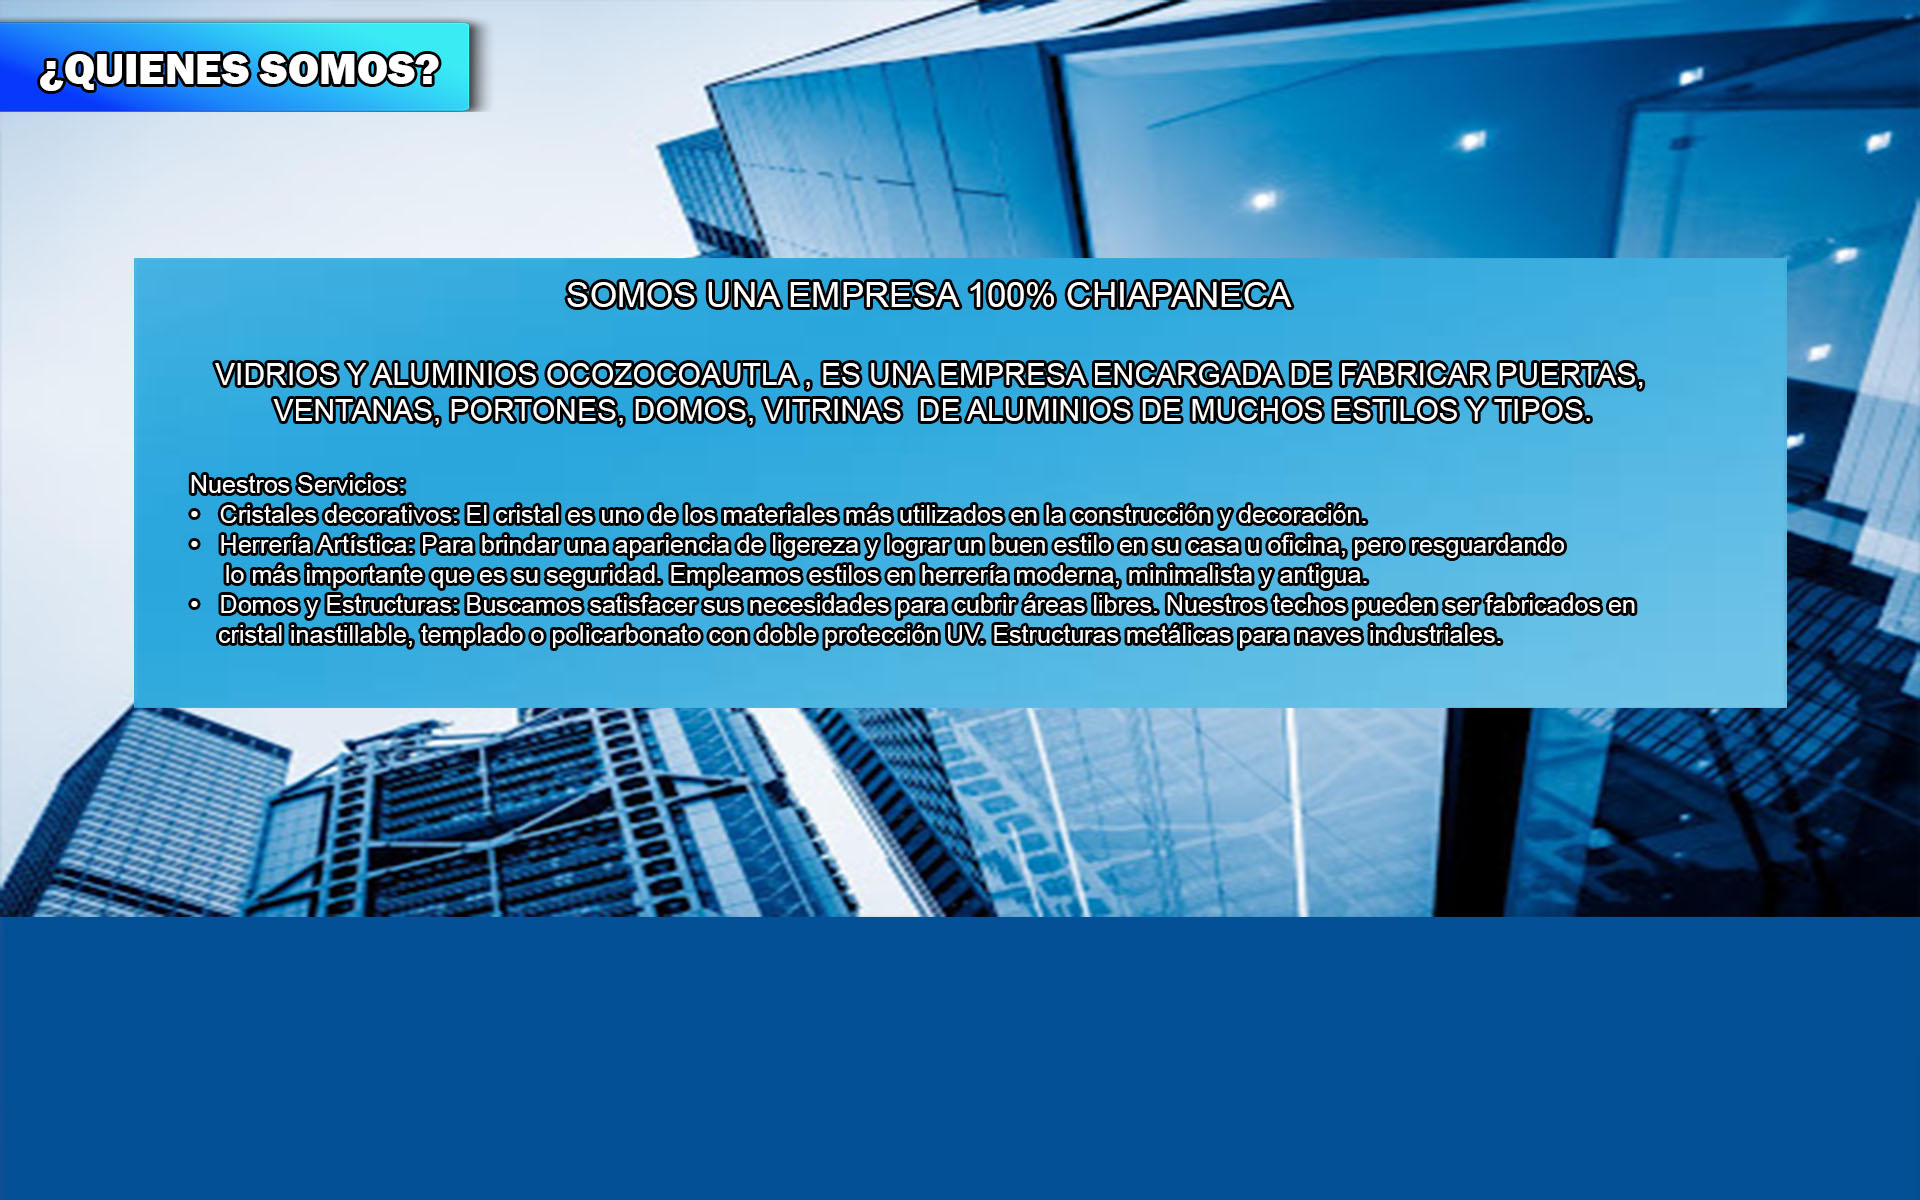 ¿QUIENES SOMOS?
SOMOS UNA EMPRESA 100% CHIAPANECA
VIDRIOS Y ALUMINIOS OCOZOCOAUTLA , ES UNA EMPRESA ENCARGADA DE FABRICAR PUERTAS,
VENTANAS, PORTONES, DOMOS, VITRINAS  DE ALUMINIOS DE MUCHOS ESTILOS Y TIPOS.
Nuestros Servicios:
• Cristales decorativos: El cristal es uno de los materiales más utilizados en la construcción y decoración.
• Herrería Artística: Para brindar una apariencia de ligereza y lograr un buen estilo en su casa u oficina, pero resguardando
lo más importante que es su seguridad. Empleamos estilos en herrería moderna, minimalista y antigua.
• Domos y Estructuras: Buscamos satisfacer sus necesidades para cubrir áreas libres. Nuestros techos pueden ser fabricados en
cristal inastillable, templado o policarbonato con doble protección UV. Estructuras metálicas para naves industriales.